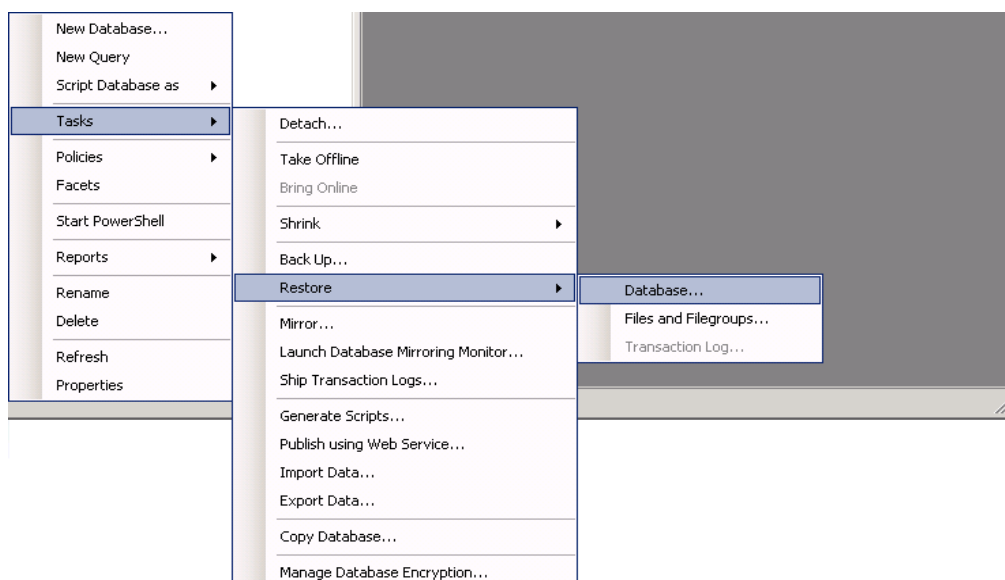 New Database...
New Query
Script Database as
Tasks
Policies
Facets
Start PowerShell
Reports
Rename
Delete
Refresh
Properties
Detach...
Take Offline
Bring Online
Shrink
Back Up...
Restore
Mirror...
Launch Database Mirroring Monitor...
Ship Transaction Logs...
Generate Scripts...
Publish using Web Service...
Import Data...
Export Data...
Copy Database...
Manage Database Encryption...
Database...
Files and Filegroups...
Transaction Log...